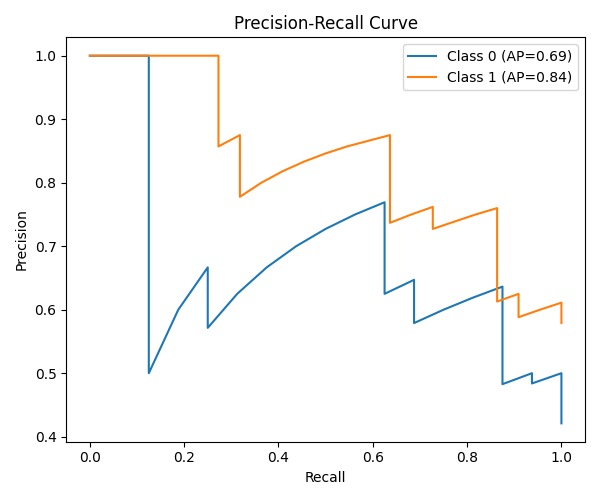 Precision-Recall Curve
Class 0 (AP=0.69)
Class 1 (AP=0.84)
1.0
0.9
0.8
0.7
0.6
0.5
0.4
Precision
0.0 0.2 0.4 0.6 0.8 1.0
Recall